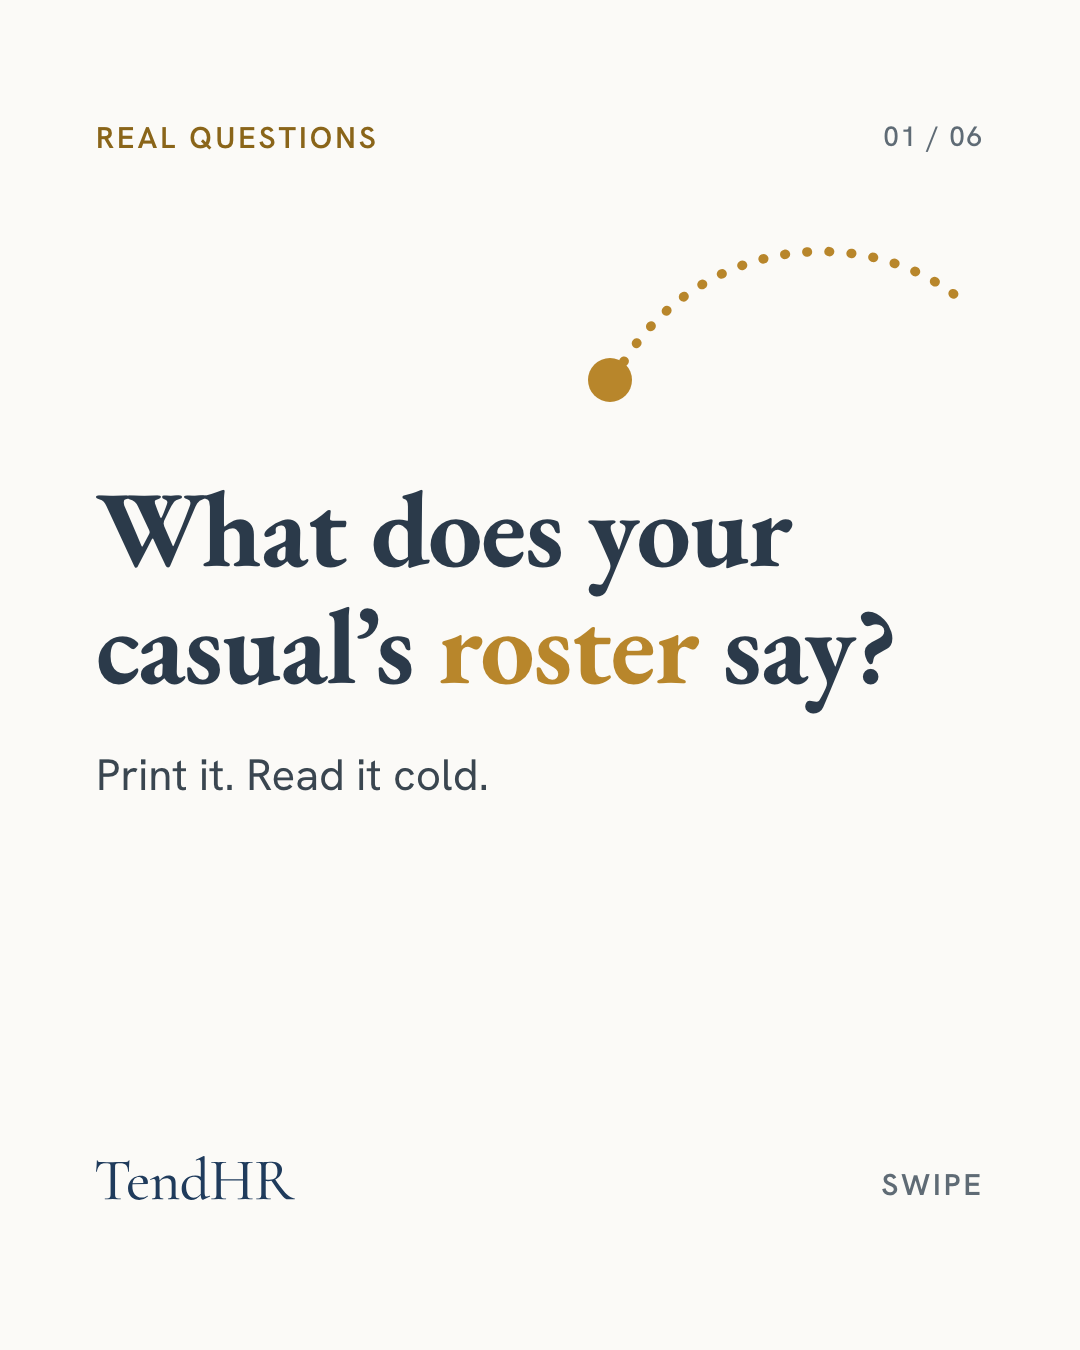 REAL QUESTIONS
01 / 06
What does your
casual’s roster say?
Print it. Read it cold.
TendHR
SWIPE